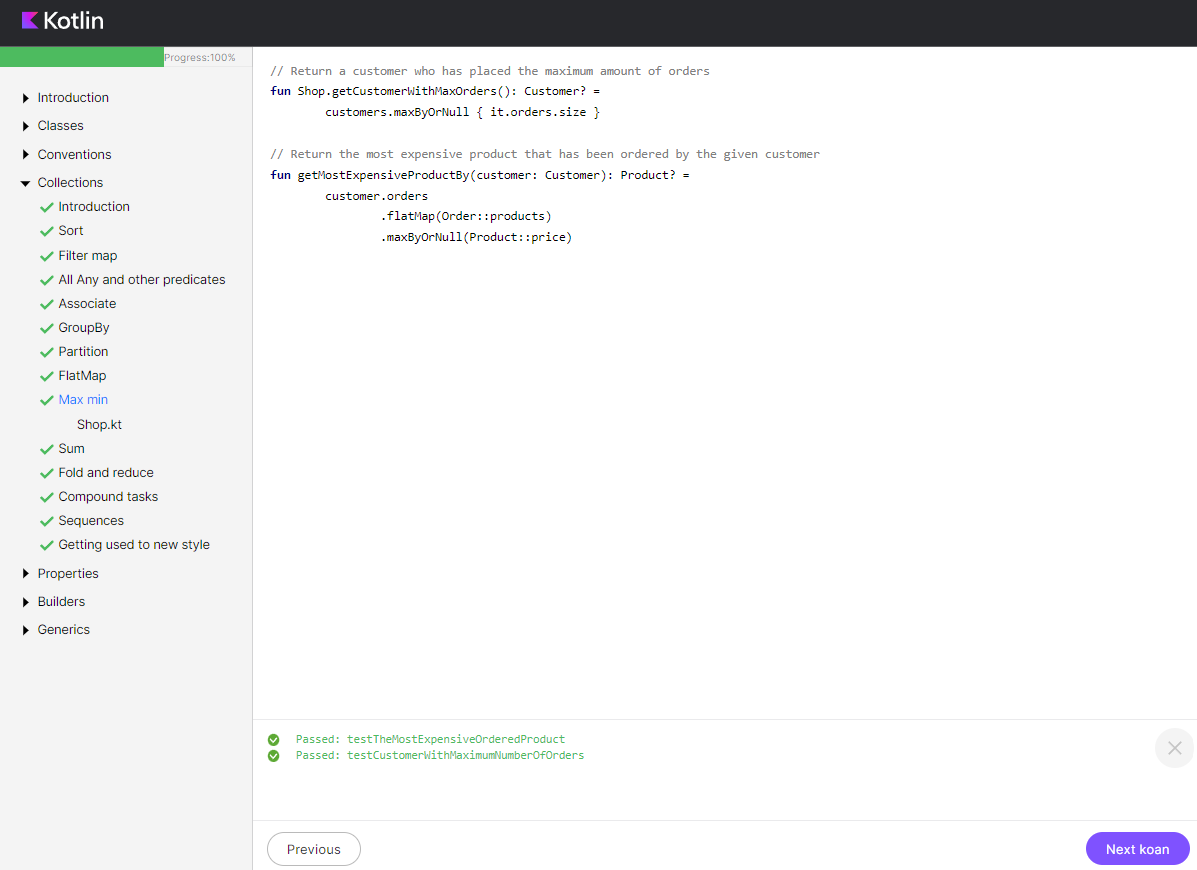 Kotlin
Progress:100%
Introduction
Classes
Conventions
Collections
Introduction
Sort
Filter map
All Any and other predicates
Associate
GroupBy
Partition
FlatMap
Max min
Shop.kt
Sum
Fold and reduce
Compound tasks
Sequences
Getting used to new style
Properties
Builders
Generics
// Return a customer who has placed the maximum amount of orders
fun Shop.getCustomerWithMaxOrders(): Customer? =
customers.maxByOrNull { it.orders.size }
// Return the most expensive product that has been ordered by the given customer
fun getMostExpensiveProductBy(customer: Customer): Product? =
customer.orders
.flatMap(Order::products)
.maxByOrNull(Product::price)
Passed: testTheMostExpensiveOrderedProduct
Passed: testCustomerWithMaximumNumberOfOrders
Previous
Next koan